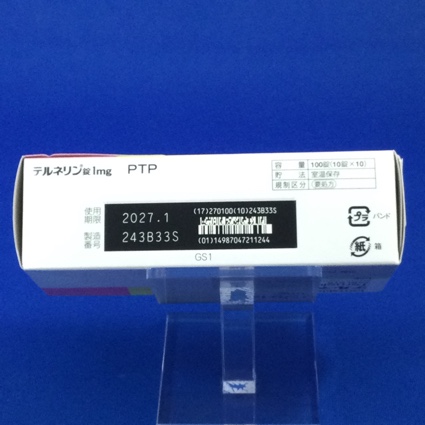 テルネリン錠1mg PTP
容量 100錠(10錠×10)
貯法 室温保存
規制区分 (要処方)
使用期限 2027.1
製造番号 243B33S
(17)270100(10)243B33S
(01)14987047211244
GS1
プラ バンド
紙 箱